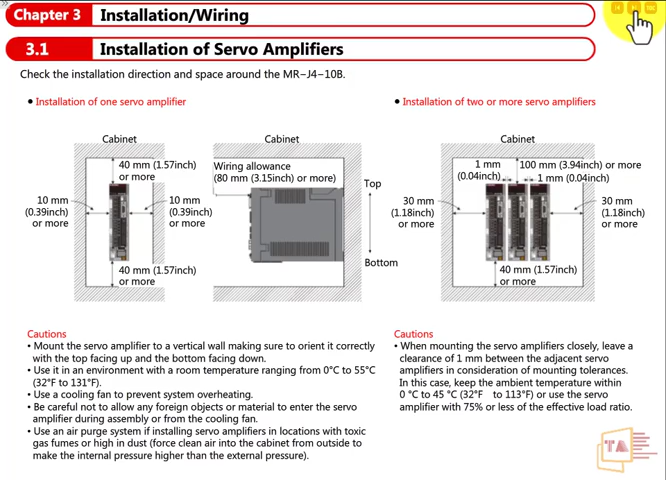 Chapter 3 Installation/Wiring
3.1 Installation of Servo Amplifiers
Check the installation direction and space around the MR-J4-10B.
• Installation of one servo amplifier
• Installation of two or more servo amplifiers
Cabinet
40 mm (1.57inch)
or more
10 mm
(0.39inch)
or more
10 mm
(0.39inch)
or more
40 mm (1.57inch)
or more
Cabinet
Wiring allowance
(80 mm (3.15inch) or more)
Top
Bottom
Cabinet
1 mm
(0.04inch)
100 mm (3.94inch) or more
1 mm (0.04inch)
30 mm
(1.18inch)
or more
30 mm
(1.18inch)
or more
40 mm (1.57inch)
or more
Cautions
• Mount the servo amplifier to a vertical wall making sure to orient it correctly
with the top facing up and the bottom facing down.
• Use it in an environment with a room temperature ranging from 0°C to 55°C
(32°F to 131°F).
• Use a cooling fan to prevent system overheating.
• Be careful not to allow any foreign objects or material to enter the servo
amplifier during assembly or from the cooling fan.
• Use an air purge system if installing servo amplifiers in locations with toxic
gas fumes or high in dust (force clean air into the cabinet from outside to
make the internal pressure higher than the external pressure).
Cautions
• When mounting the servo amplifiers closely, leave a
clearance of 1 mm between the adjacent servo
amplifiers in consideration of mounting tolerances.
In this case, keep the ambient temperature within
0 °C to 45 °C (32°F to 113°F) or use the servo
amplifier with 75% or less of the effective load ratio.
TA